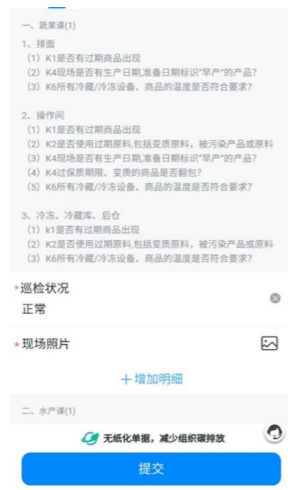 一、蔬果课(1)
1、排面
(1) K1是否有过期商品出现
(2) K4现场是否有生产日期,准备日期标识"早产"的产品?
(3) K6所有冷藏/冷冻设备、商品的温度是否符合要求?
2、操作间
(1) K1是否有过期商品出现
(2) K2是否使用过期原料,包括变质原料，被污染产品或原料
(3) K4现场是否有生产日期,准备日期标识"早产"的产品?
(4) K4过保质期限、变质的商品是否翻包?
(5) K6所有冷藏/冷冻设备、商品的温度是否符合要求?
3、冷冻、冷藏库、后仓
(1) k1是否有过期商品出现
(2) K2是否使用过期原料,包括变质原料，被污染产品或原料
(3) K6所有冷藏/冷冻设备、商品的温度是否符合要求?
*巡检状况
正常
*现场照片
＋增加明细
二、水产课(1)
无纸化单据，减少组织碳排放
提交